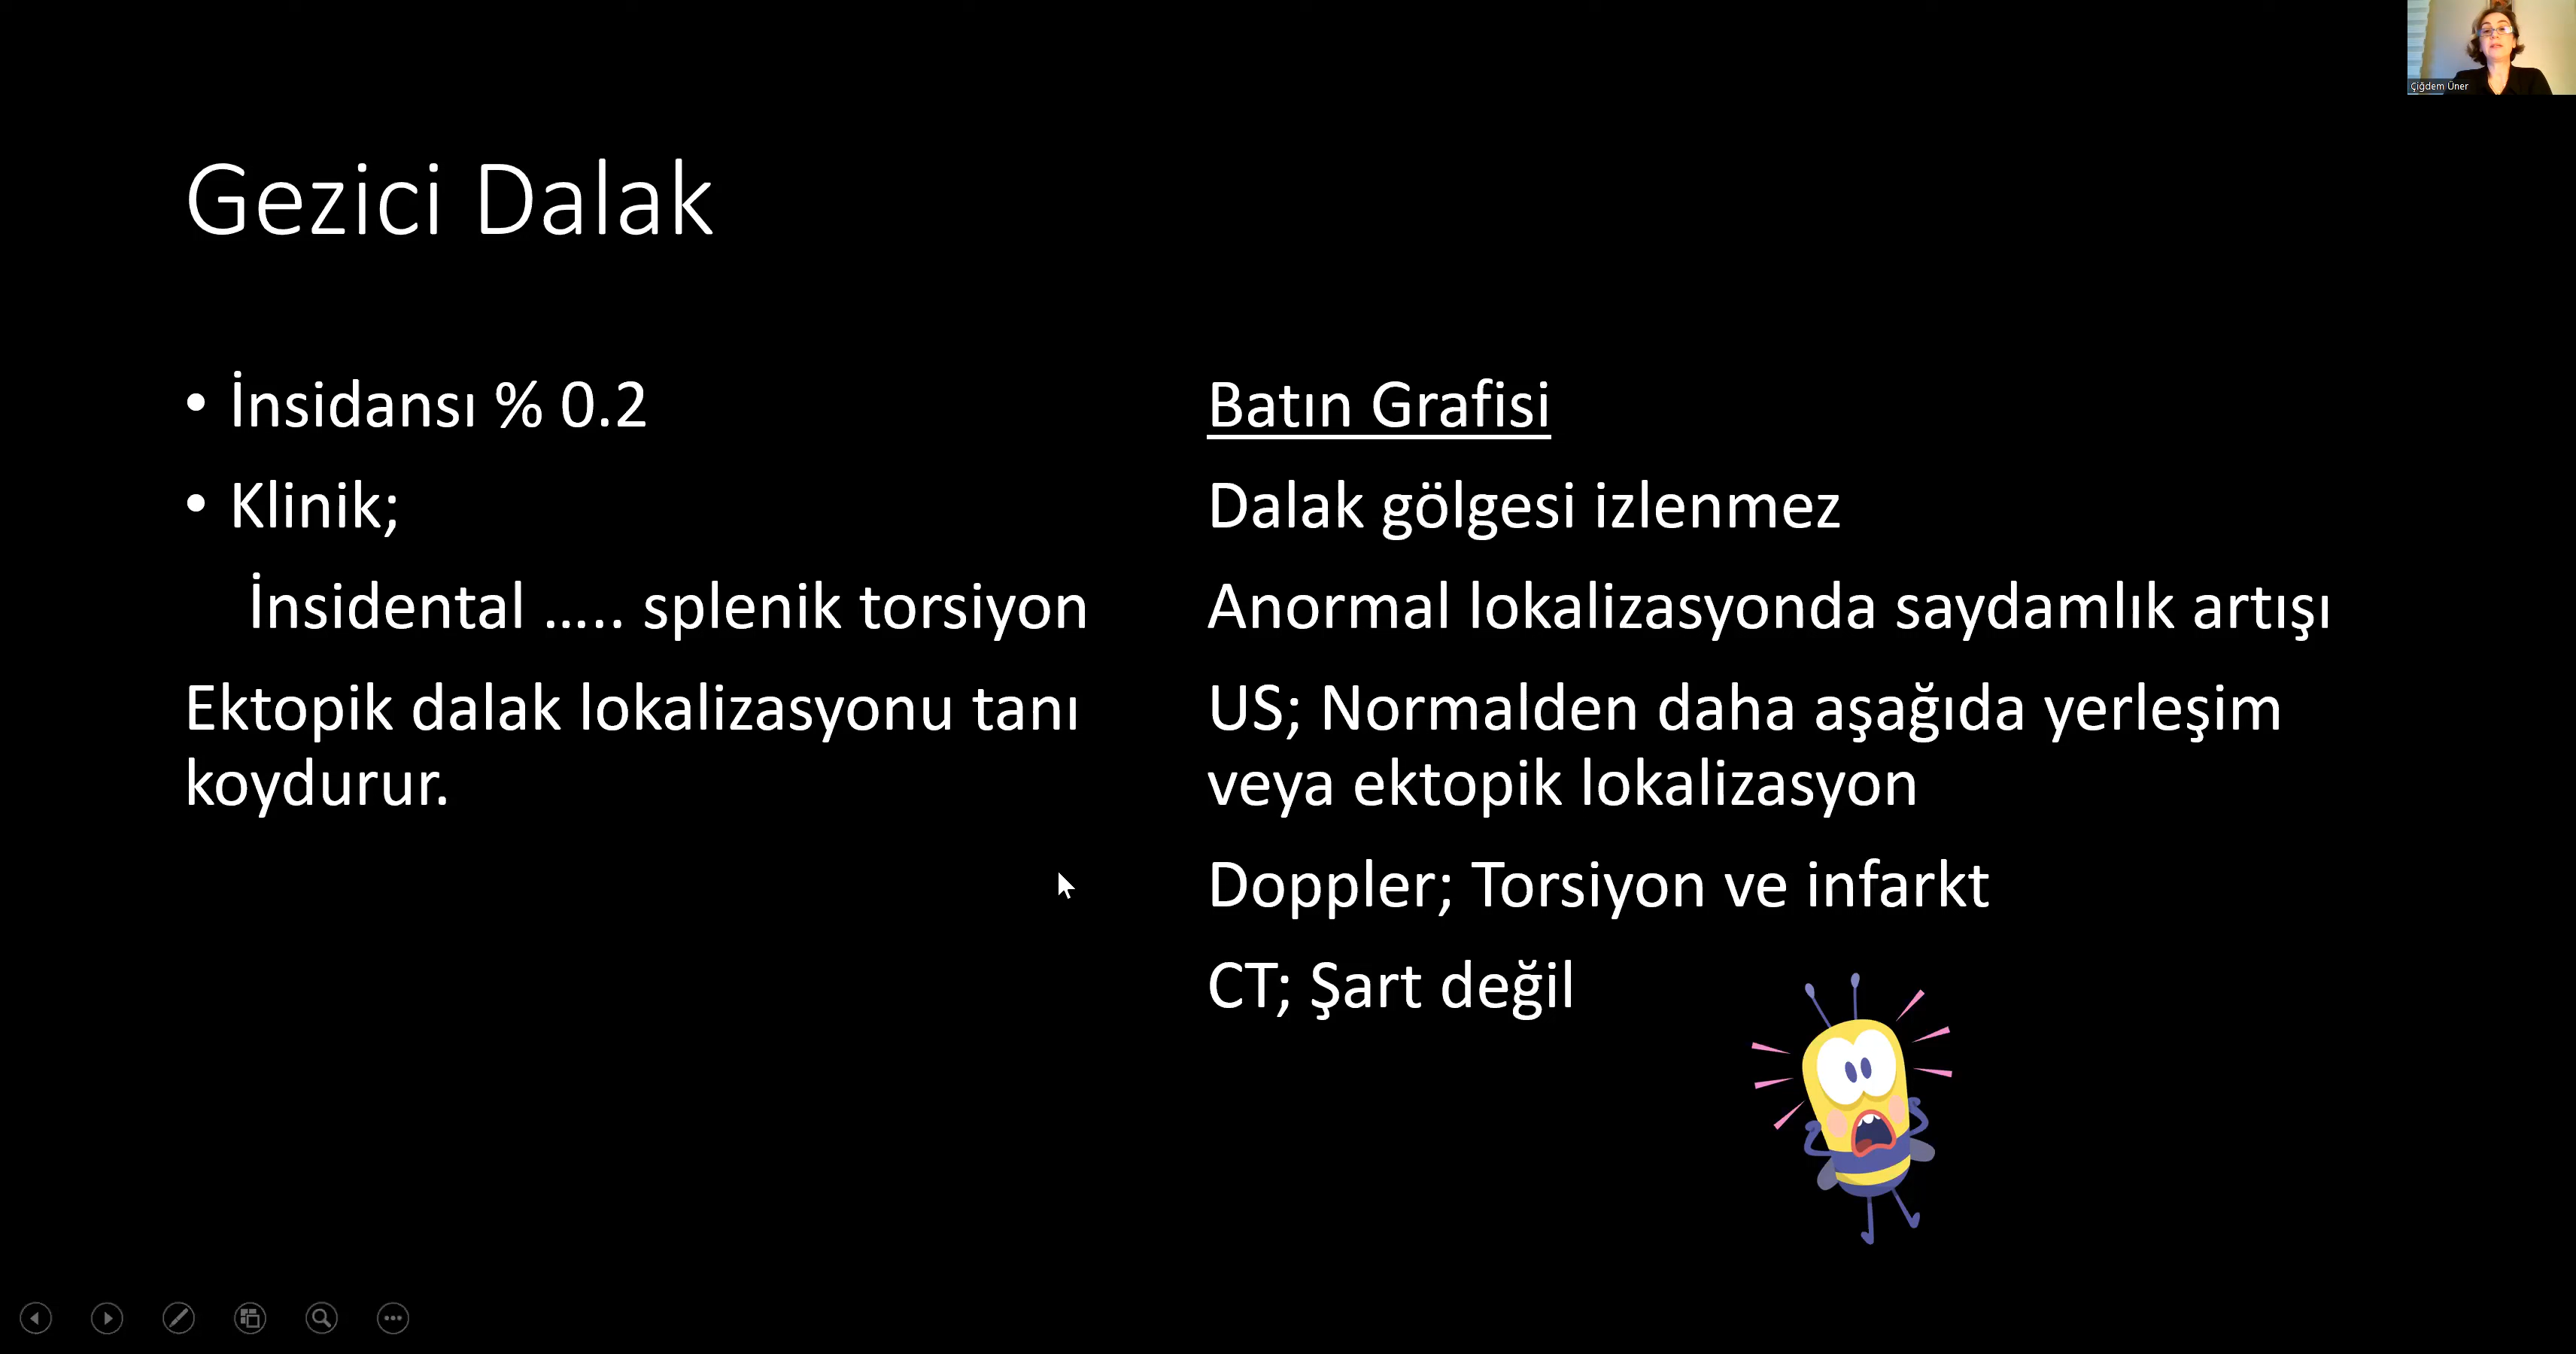 Çiğdem Üner
Gezici Dalak
• İnsidansı % 0.2
• Klinik;
İnsidental ..... splenik torsiyon
Ektopik dalak lokalizasyonu tanı
koydurur.
Batın Grafisi
Dalak gölgesi izlenmez
Anormal lokalizasyonda saydamlık artışı
US; Normalden daha aşağıda yerleşim
veya ektopik lokalizasyon
Doppler; Torsiyon ve infarkt
CT; Şart değil